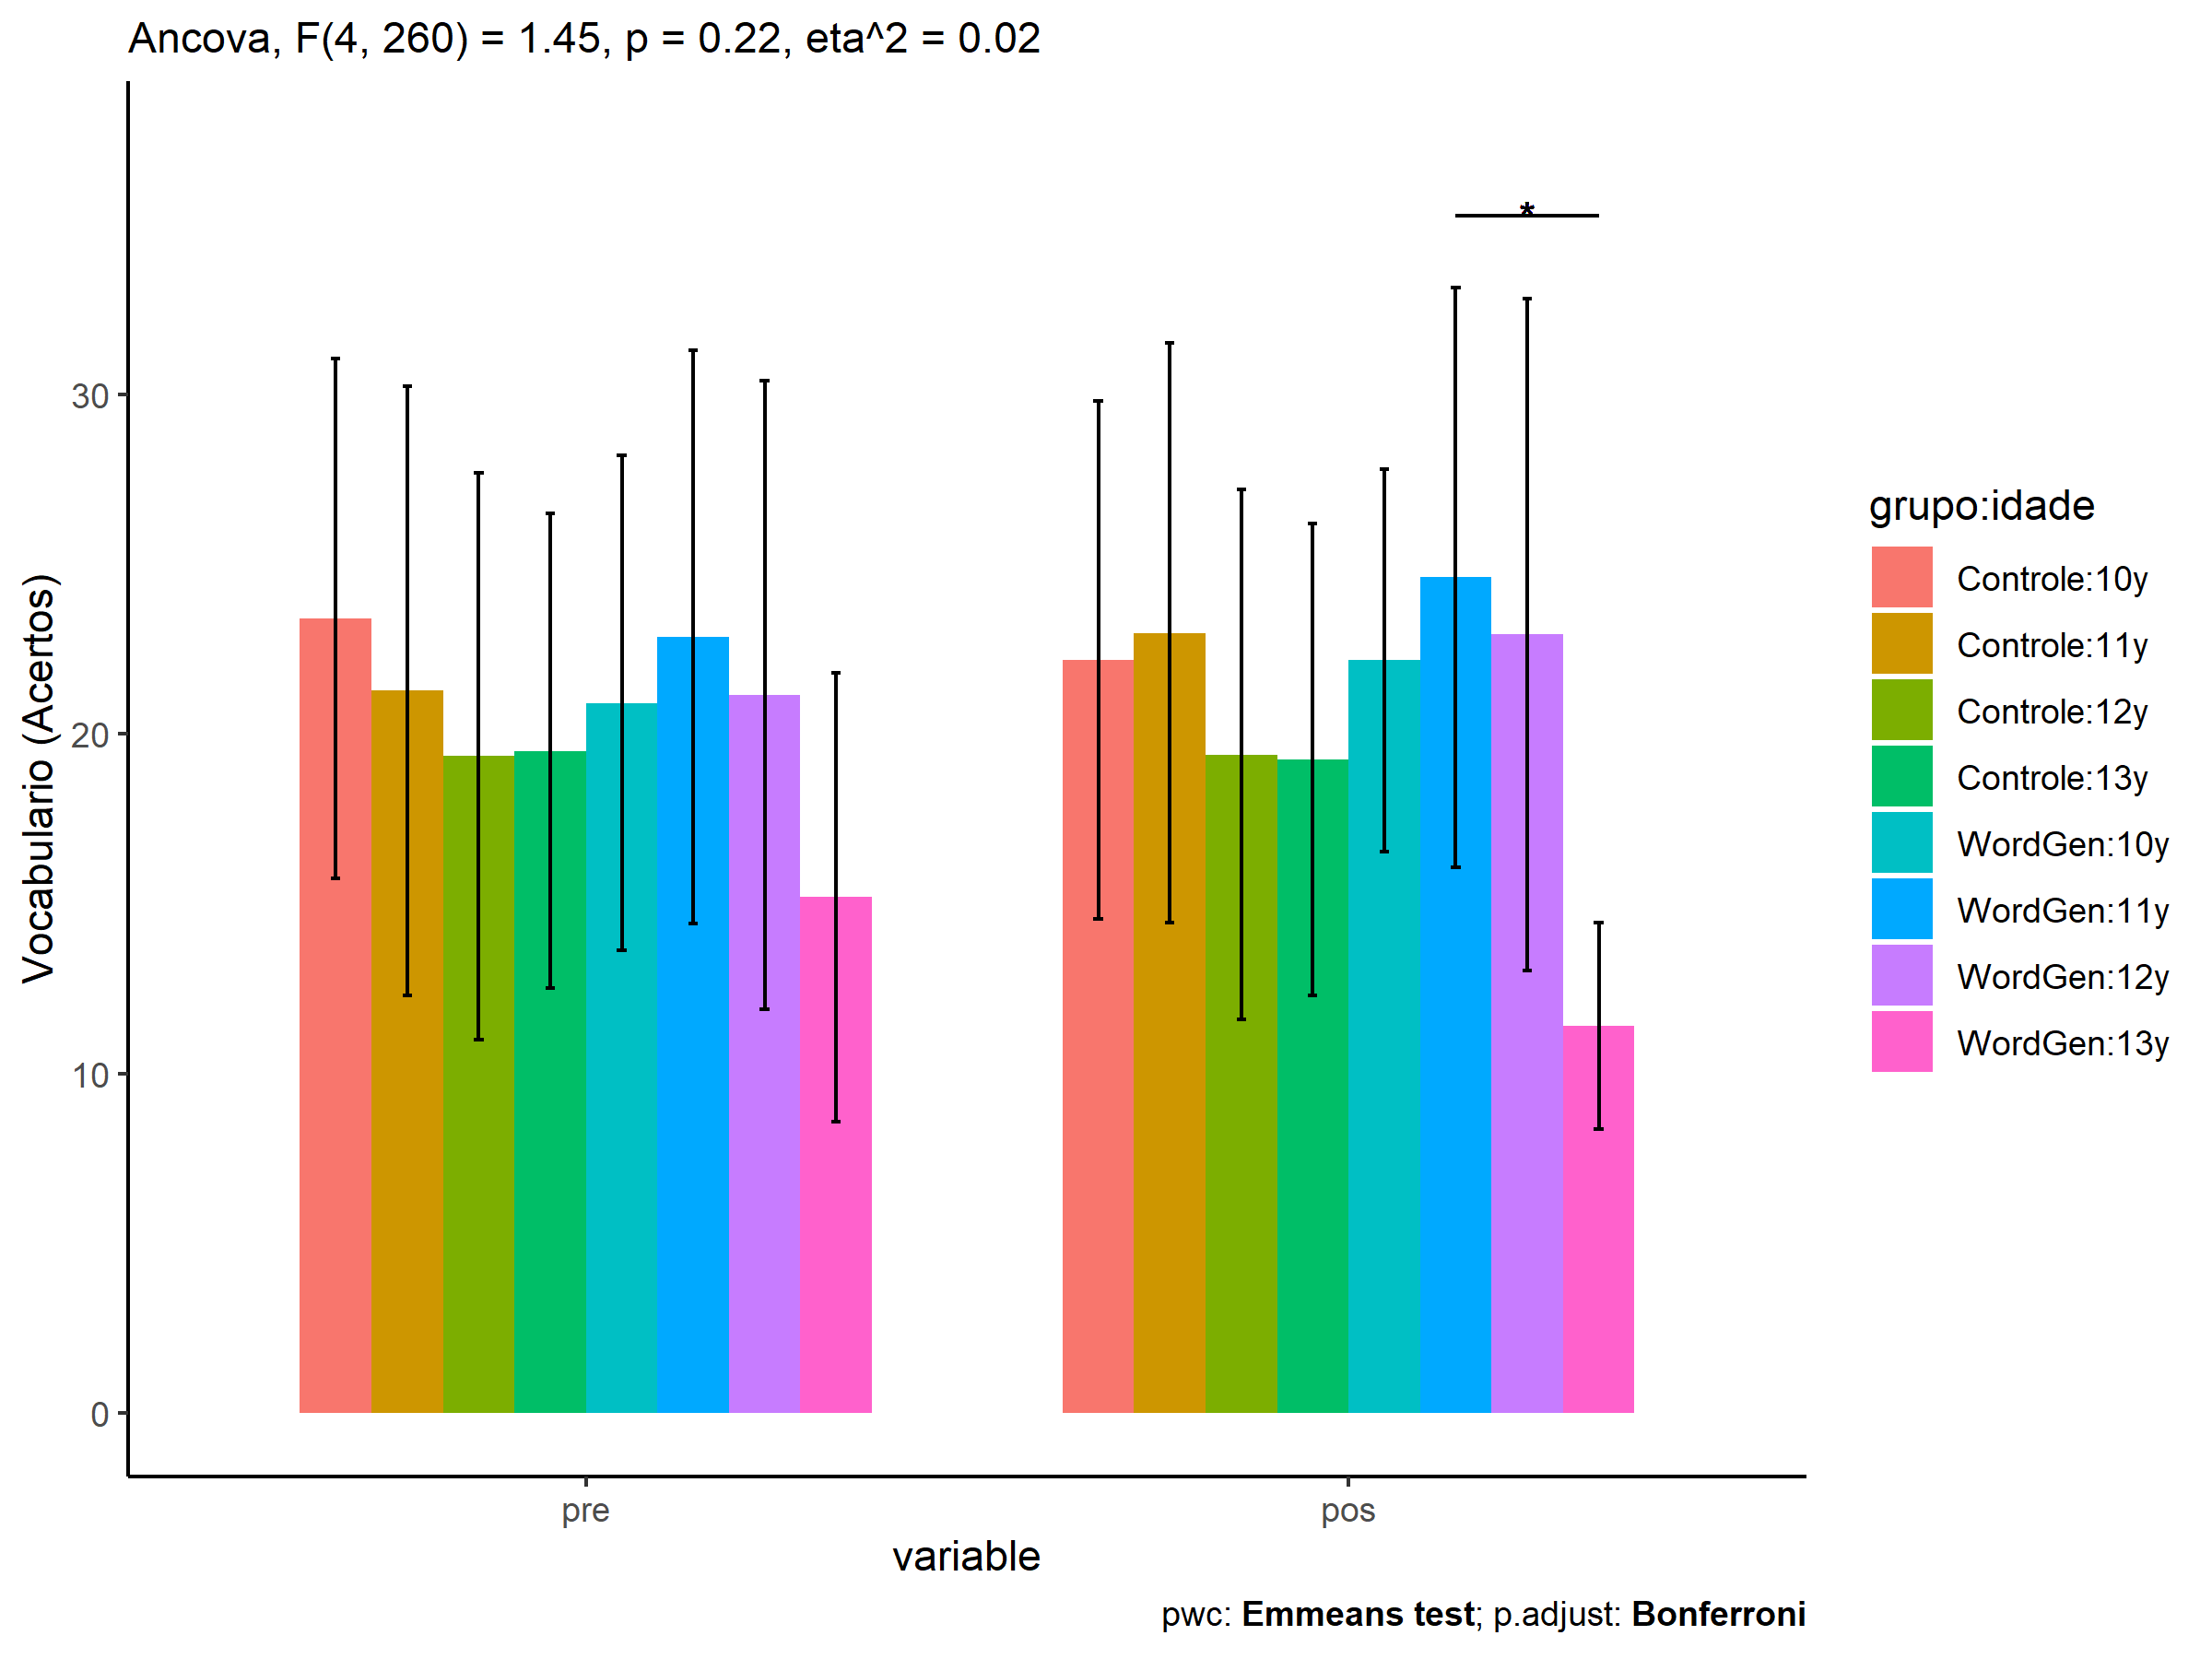 Ancova, F(4, 260) = 1.45, p = 0.22, eta^2 = 0.02
*
30
20
10
0
Vocabulario (Acertos)
pre
pos
variable
grupo:idade
Controle:10y
Controle:11y
Controle:12y
Controle:13y
WordGen:10y
WordGen:11y
WordGen:12y
WordGen:13y
pwc: Emmeans test; p.adjust: Bonferroni